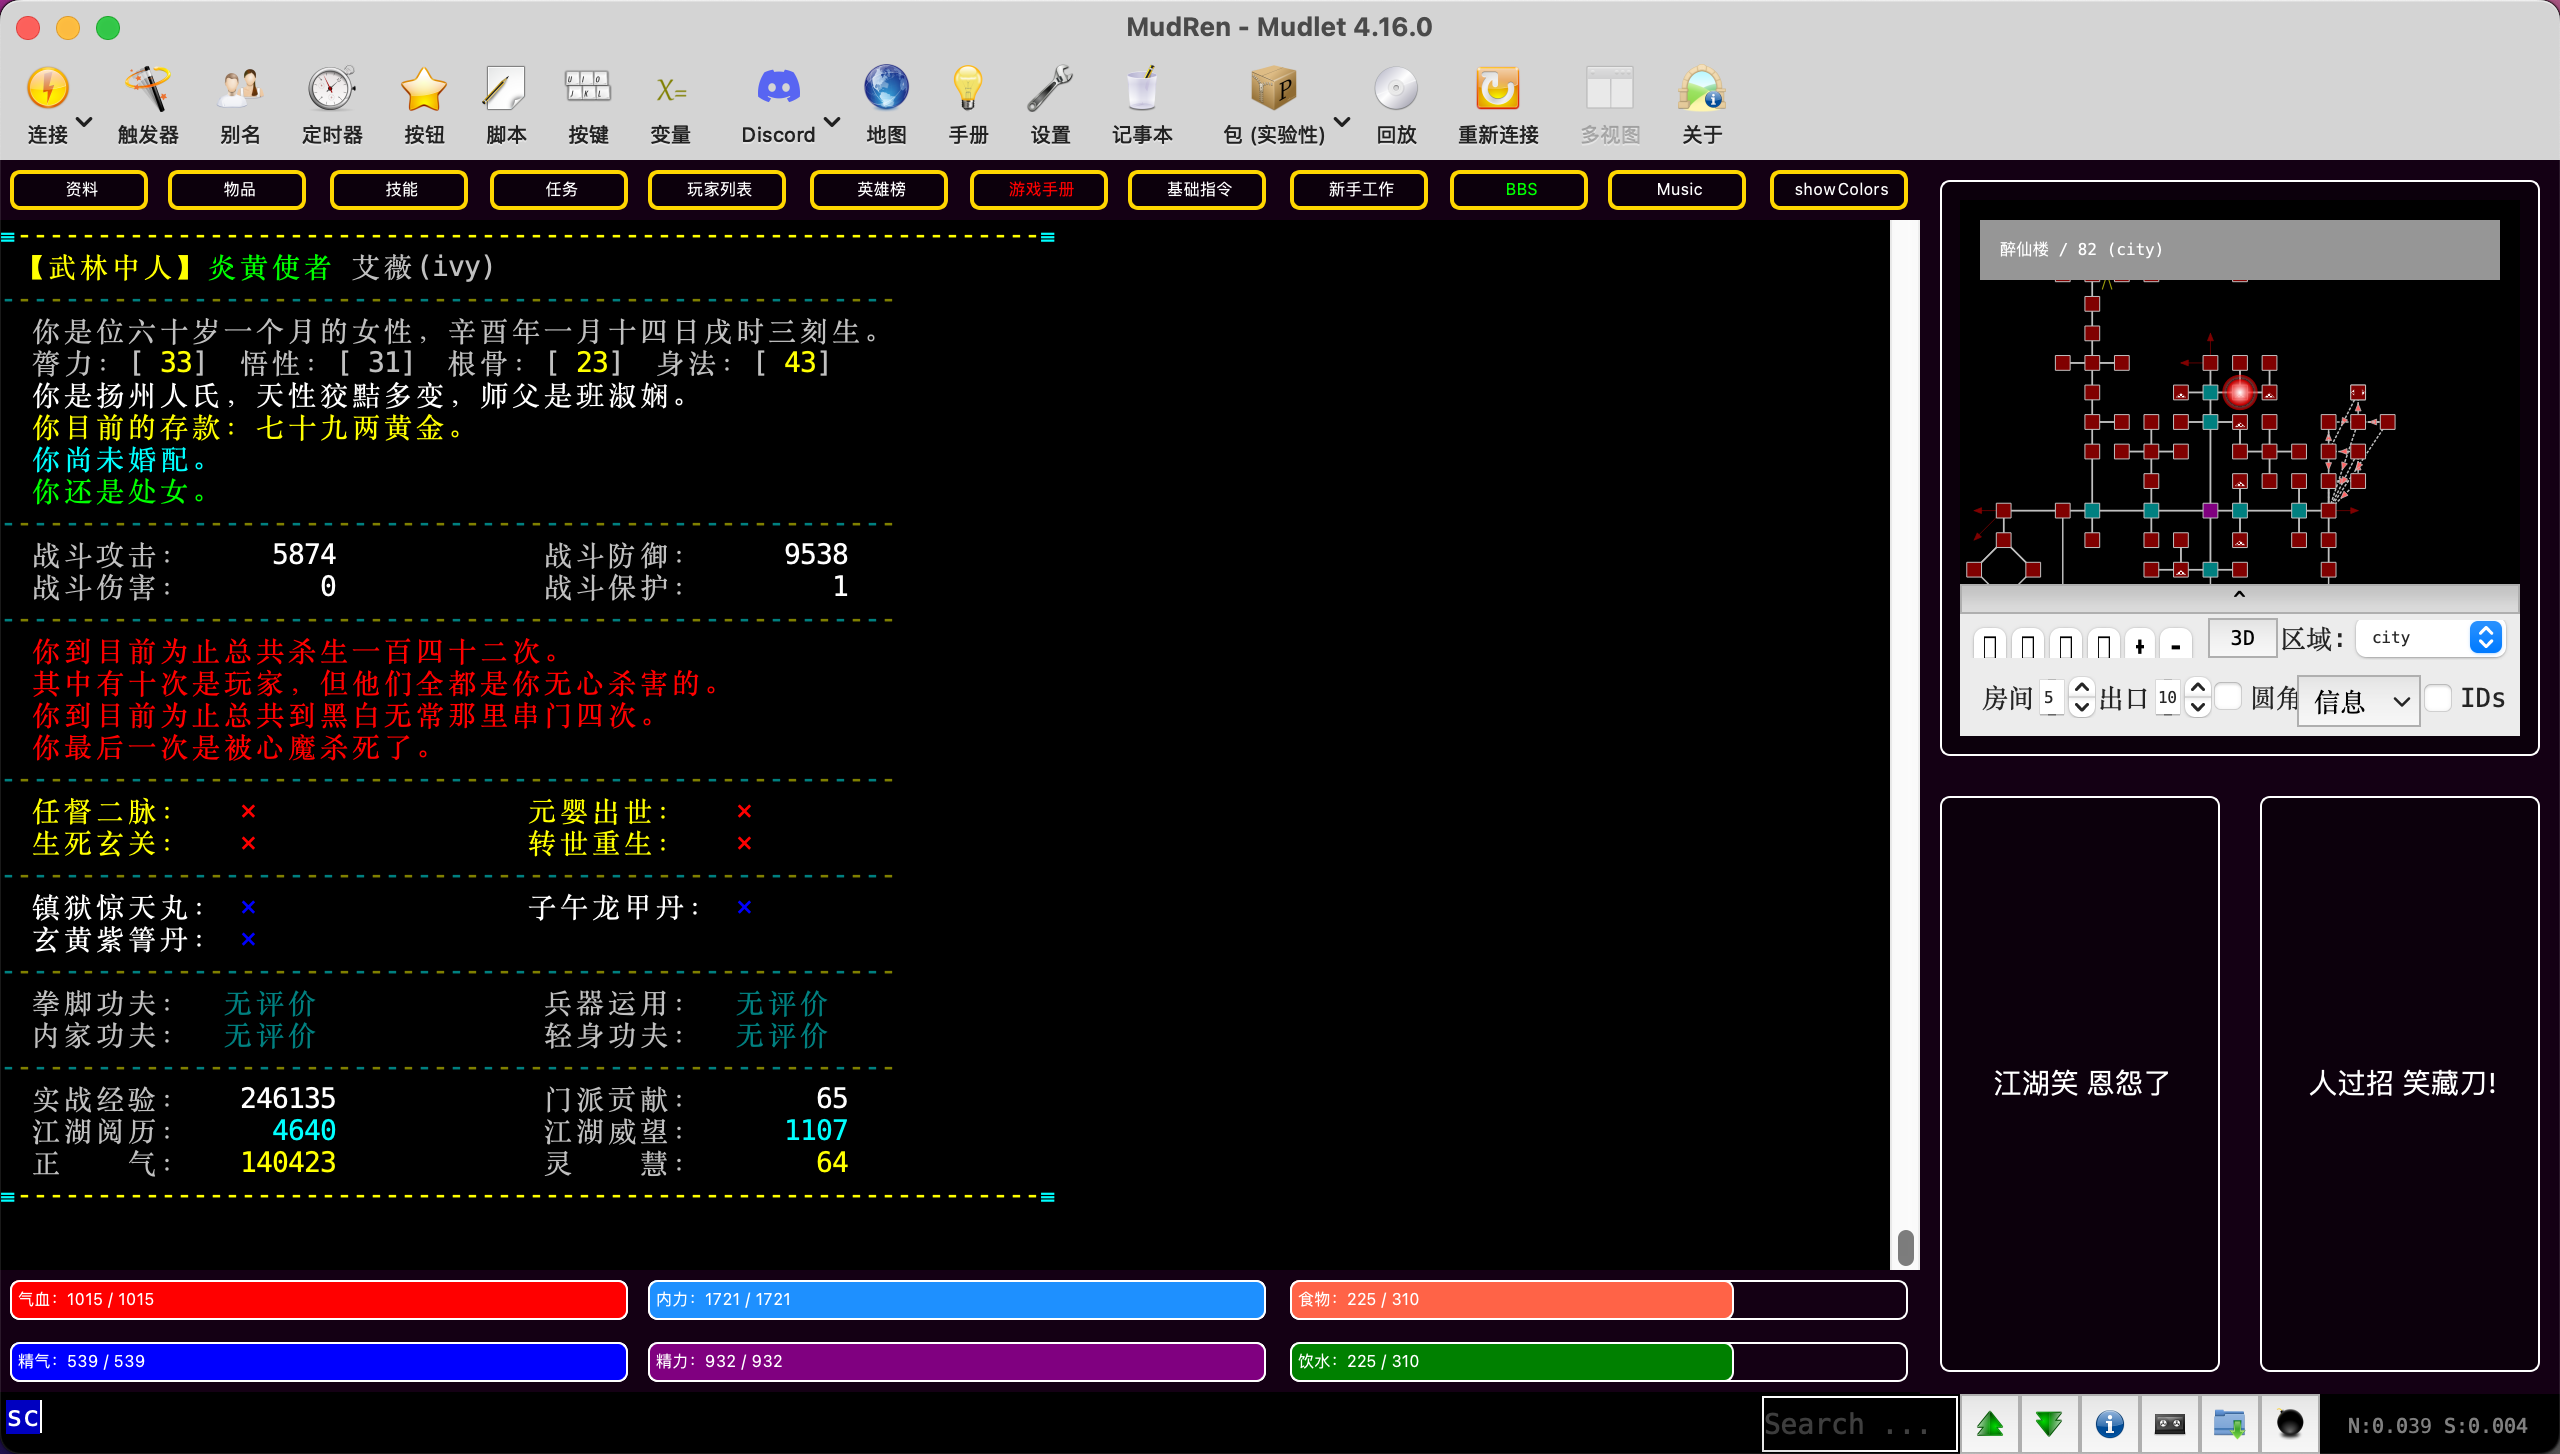 MudRen - Mudlet 4.16.0
连接 触发器 别名 定时器 按钮 脚本 按键 变量 Discord 地图 手册 设置 记事本 包 (实验性) 回放 重新连接 多视图 关于
资料 物品 技能 任务 玩家列表 英雄榜 游戏手册 基础指令 新手工作 BBS Music showColors
【武林中人】炎黄使者 艾薇(ivy)
你是位六十岁一个月的女性，辛酉年一月十四日戌时三刻生。
膂力：[ 33] 悟性：[ 31] 根骨：[ 23] 身法：[ 43]
你是扬州人氏，天性狡黠多变，师父是班淑娴。
你目前的存款：七十九两黄金。
你尚未婚配。
你还是处女。
战斗攻击： 5874 战斗防御： 9538
战斗伤害： 0 战斗保护： 1
你到目前为止总共杀生一百四十二次。
其中有十次是玩家，但他们全都是你无心杀害的。
你到目前为止总共到黑白无常那里串门四次。
你最后一次是被心魔杀死了。
任督二脉： × 元婴出世： ×
生死玄关： × 转世重生： ×
镇狱惊天丸： × 子午龙甲丹： ×
玄黄紫箐丹： ×
拳脚功夫： 无评价 兵器运用： 无评价
内家功夫： 无评价 轻身功夫： 无评价
实战经验： 246135 门派贡献： 65
江湖阅历： 4640 江湖威望： 1107
正 气： 140423 灵 慧： 64
气血：1015 / 1015 内力：1721 / 1721 食物：225 / 310
精气：539 / 539 精力：932 / 932 饮水：225 / 310
sc
Search ...
N:0.039 S:0.004
醉仙楼 / 82 (city)
+ - 3D 区域: city
房间 5 出口 10 圆角 信息 IDs
江湖笑 恩怨了
人过招 笑藏刀!